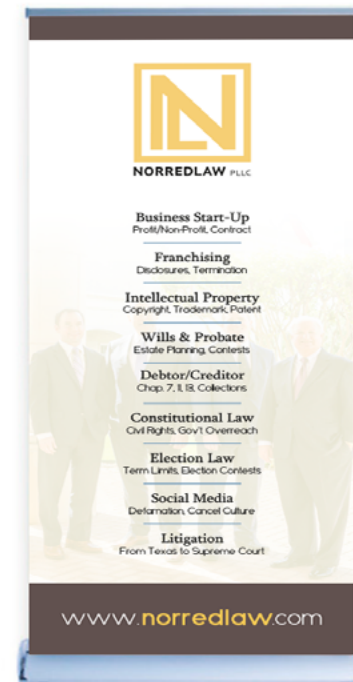 NORREDLAW PLLC
Business Start-Up
Profit/Non-Profit, Contract
Franchising
Disclosures, Termination
Intellectual Property
Copyright, Trademark, Patent
Wills & Probate
Estate Planning, Contests
Debtor/Creditor
Chap. 7, 11, 13, Collections
Constitutional Law
Civil Rights, Gov't Overreach
Election Law
Term Limits, Election Contests
Social Media
Defamation, Cancel Culture
Litigation
From Texas to Supreme Court
www.norredlaw.com